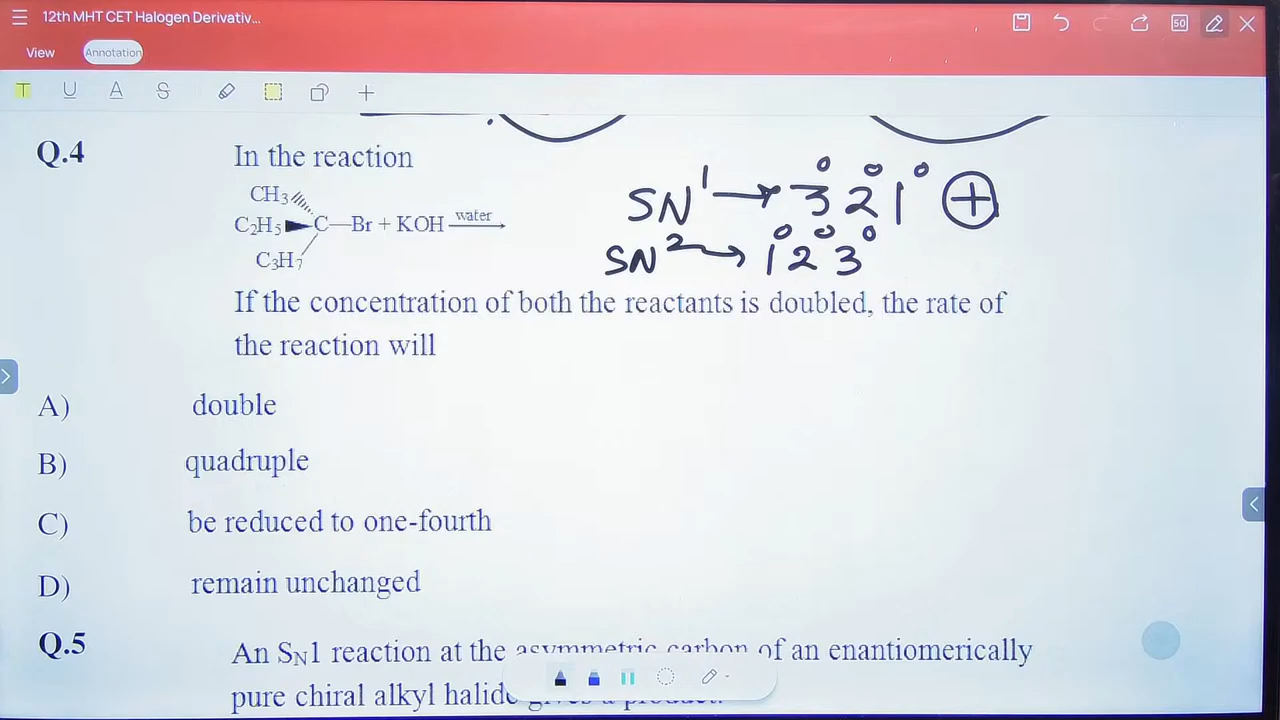 12th MHT CET Halogen Derivativ...
50
View
Annotation
T U A S
Q.4 In the reaction
CH3
C2H5 C—Br + KOH water
C3H7
SN1 → 3° 2° 1° +
SN2 → 1° 2° 3°
If the concentration of both the reactants is doubled, the rate of
the reaction will
A) double
B) quadruple
C) be reduced to one-fourth
D) remain unchanged
Q.5 An SN1 reaction at the asymmetric carbon of an enantiomerically
pure chiral alkyl halide gives a product.